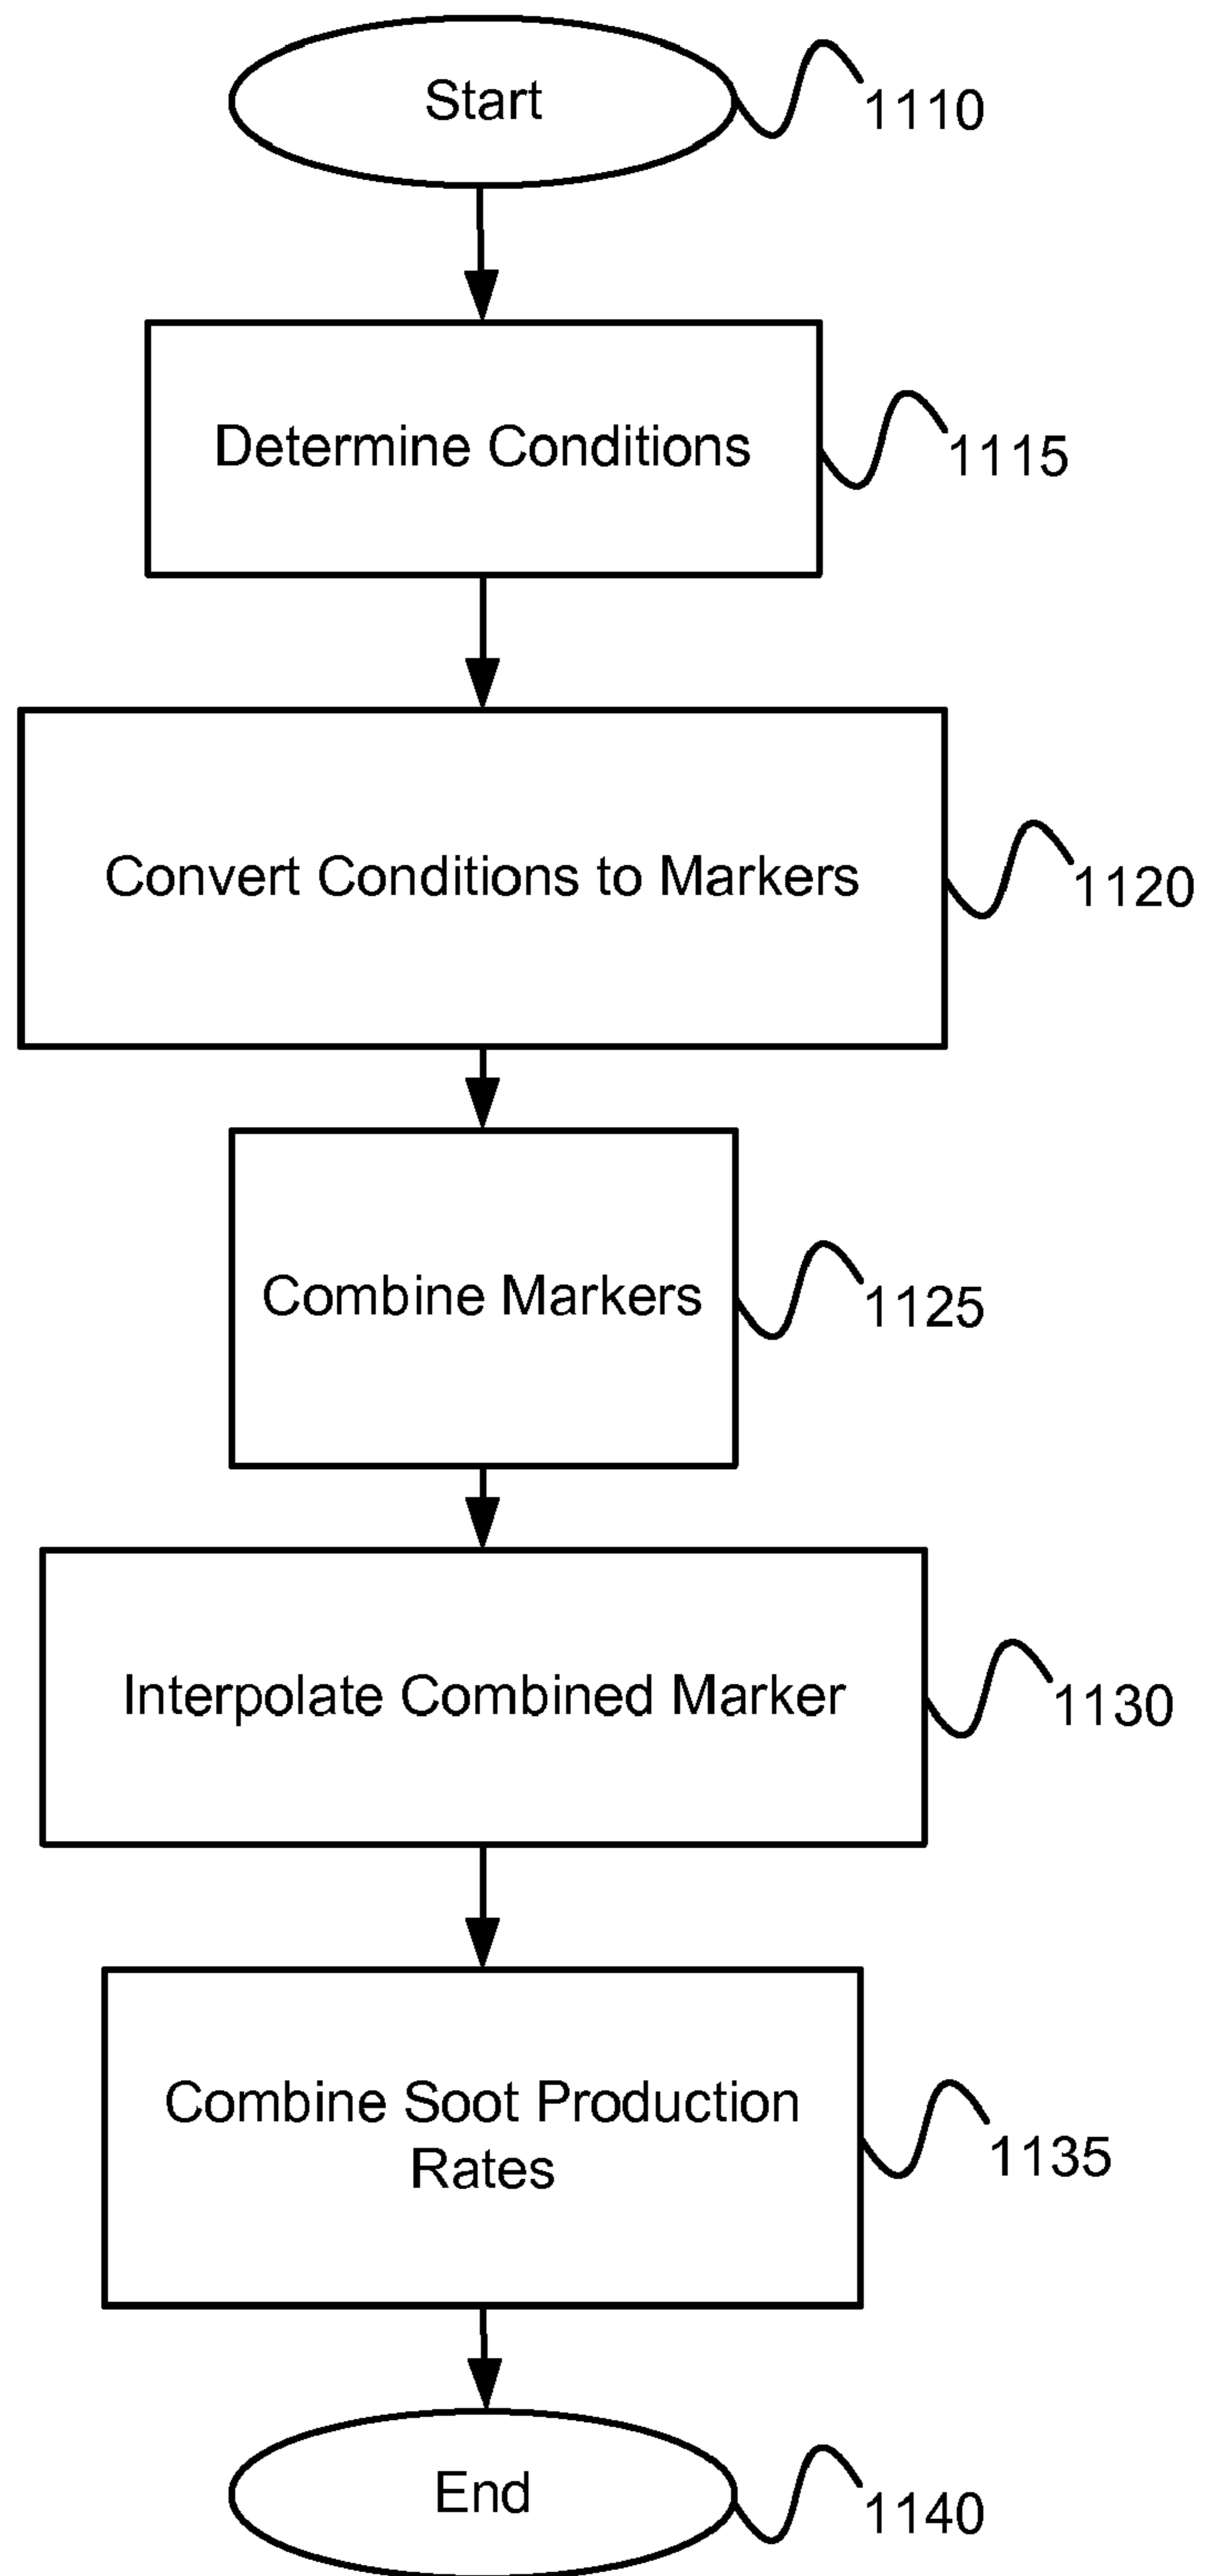 Start
1110
Determine Conditions
1115
Convert Conditions to Markers
1120
Combine Markers
1125
Interpolate Combined Marker
1130
Combine Soot Production
Rates
1135
End
1140